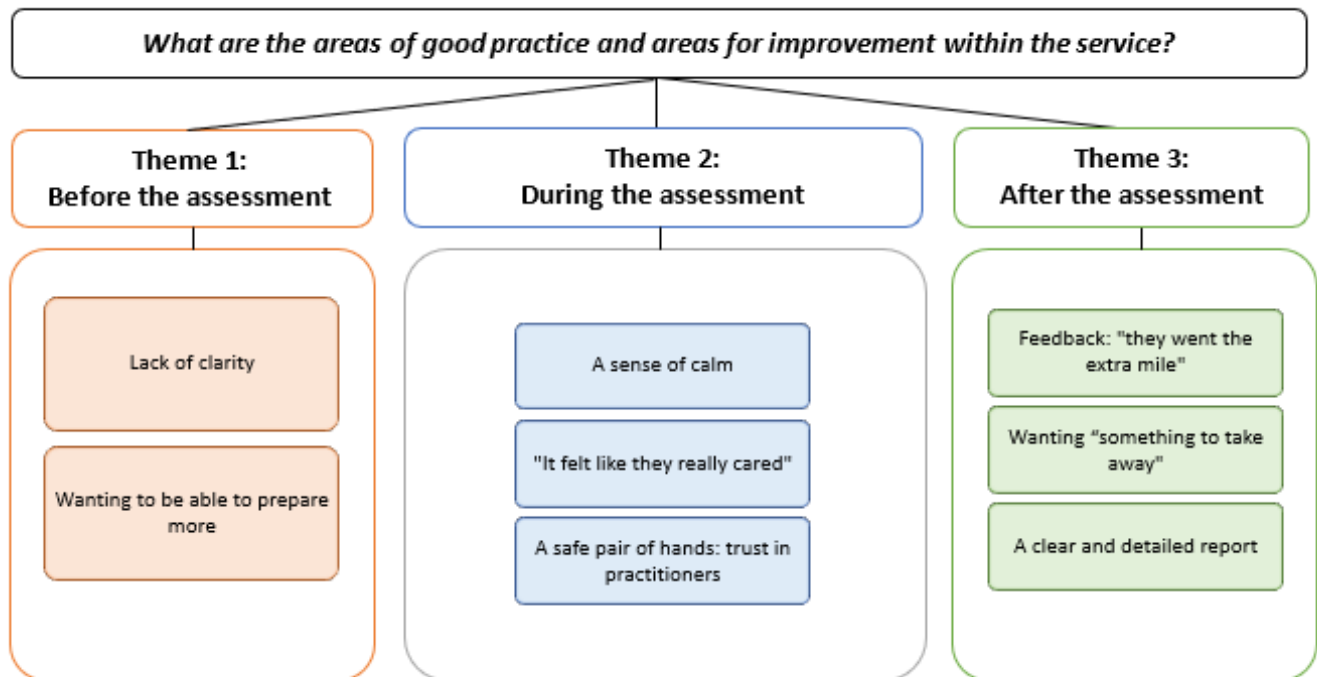 What are the areas of good practice and areas for improvement within the service?
Theme 1:
Before the assessment
Lack of clarity
Wanting to be able to prepare
more
Theme 2:
During the assessment
A sense of calm
"It felt like they really cared"
A safe pair of hands: trust in
practitioners
Theme 3:
After the assessment
Feedback: "they went the
extra mile"
Wanting “something to take
away"
A clear and detailed report